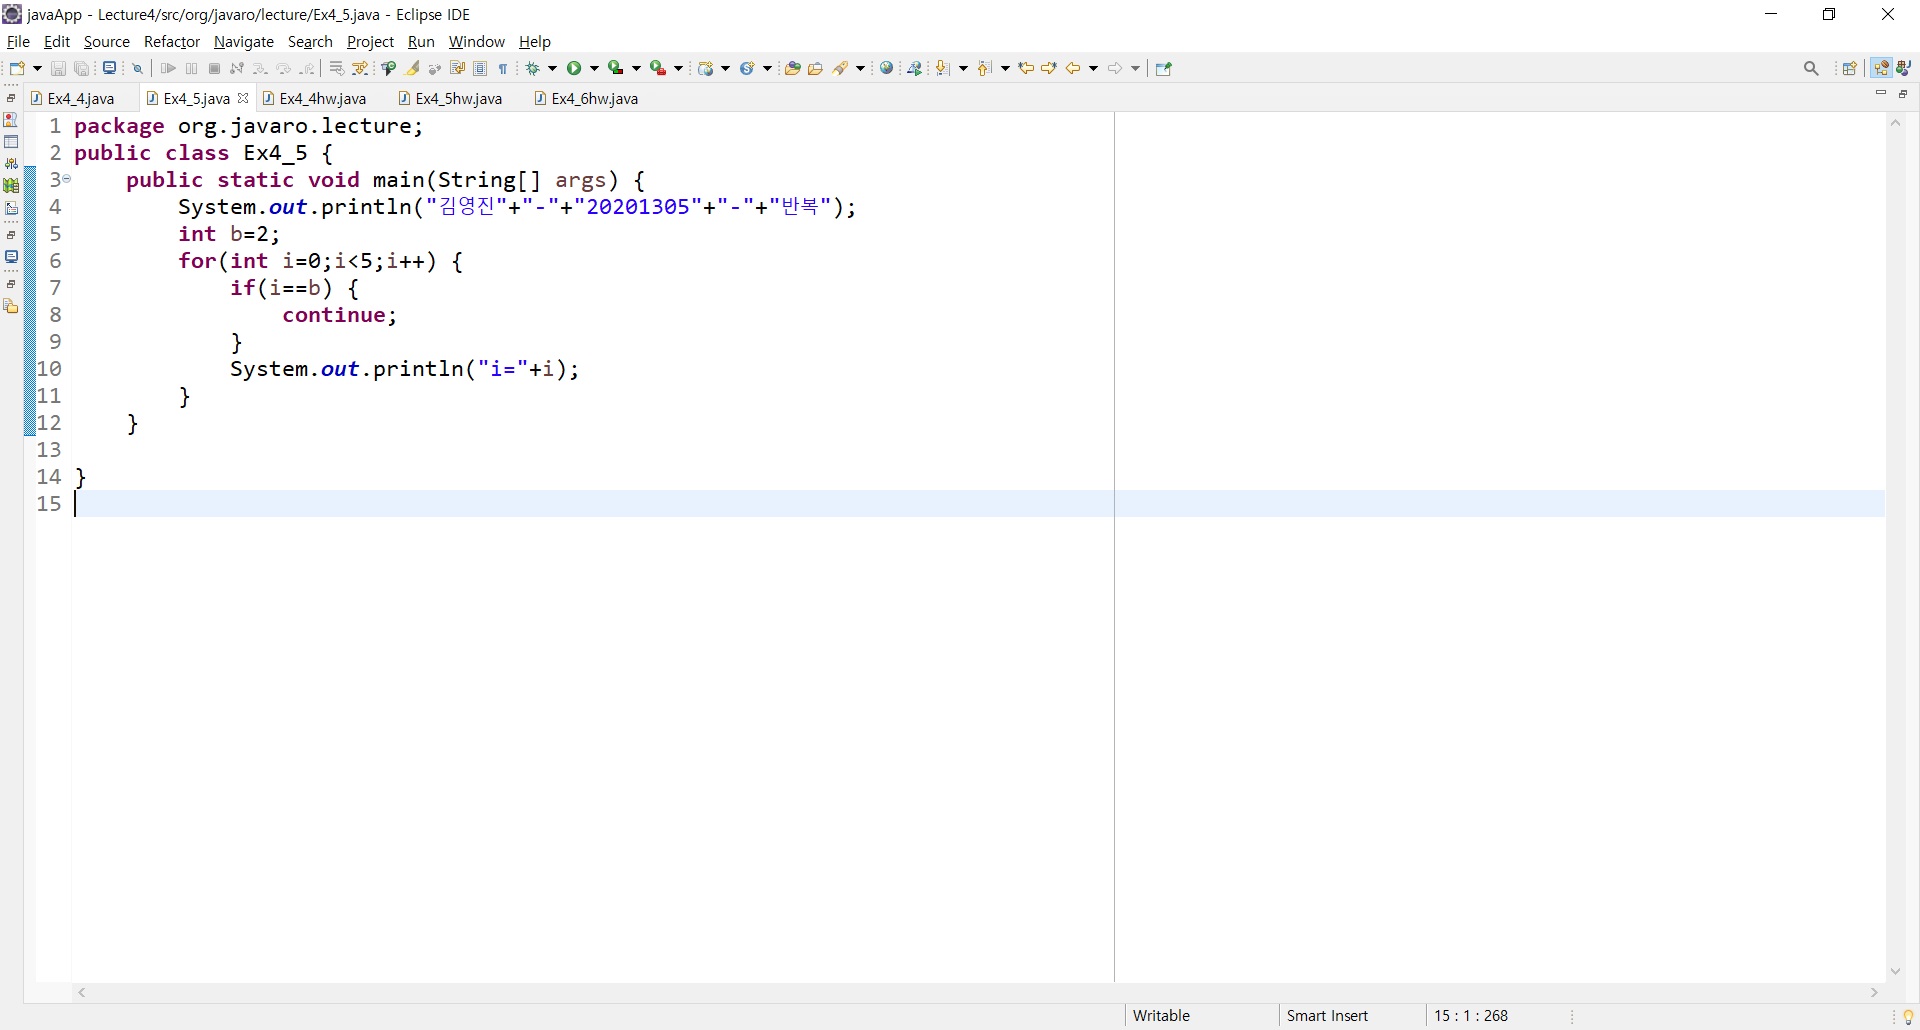 javaApp - Lecture4/src/org/javaro/lecture/Ex4_5.java - Eclipse IDE
File Edit Source Refactor Navigate Search Project Run Window Help
Ex4_4.java Ex4_5.java Ex4_4hw.java Ex4_5hw.java Ex4_6hw.java
1 package org.javaro.lecture;
2 public class Ex4_5 {
3 public static void main(String[] args) {
4 System.out.println("김영진"+"-"+"20201305"+"-"+"반복");
5 int b=2;
6 for(int i=0;i<5;i++) {
7 if(i==b) {
8 continue;
9 }
10 System.out.println("i="+i);
11 }
12 }
13
14 }
15
Writable Smart Insert 15 : 1 : 268